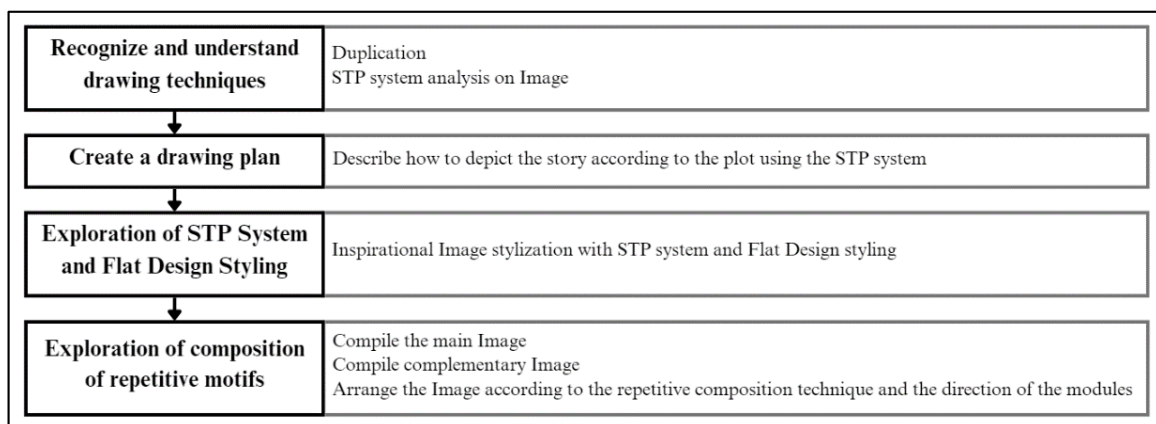 Recognize and understand
drawing techniques
Duplication
STP system analysis on Image
Create a drawing plan
Describe how to depict the story according to the plot using the STP system
Exploration of STP System
and Flat Design Styling
Inspirational Image stylization with STP system and Flat Design styling
Exploration of composition
of repetitive motifs
Compile the main Image
Compile complementary Image
Arrange the Image according to the repetitive composition technique and the direction of the modules